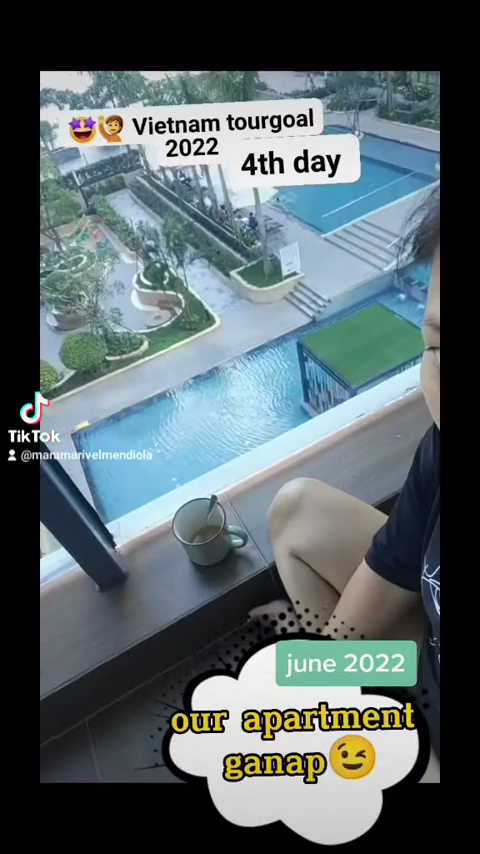 🤩🙋 Vietnam tourgoal
2022
4th day
TikTok
@maramarivelmendiola
june 2022
our apartment
ganap😉